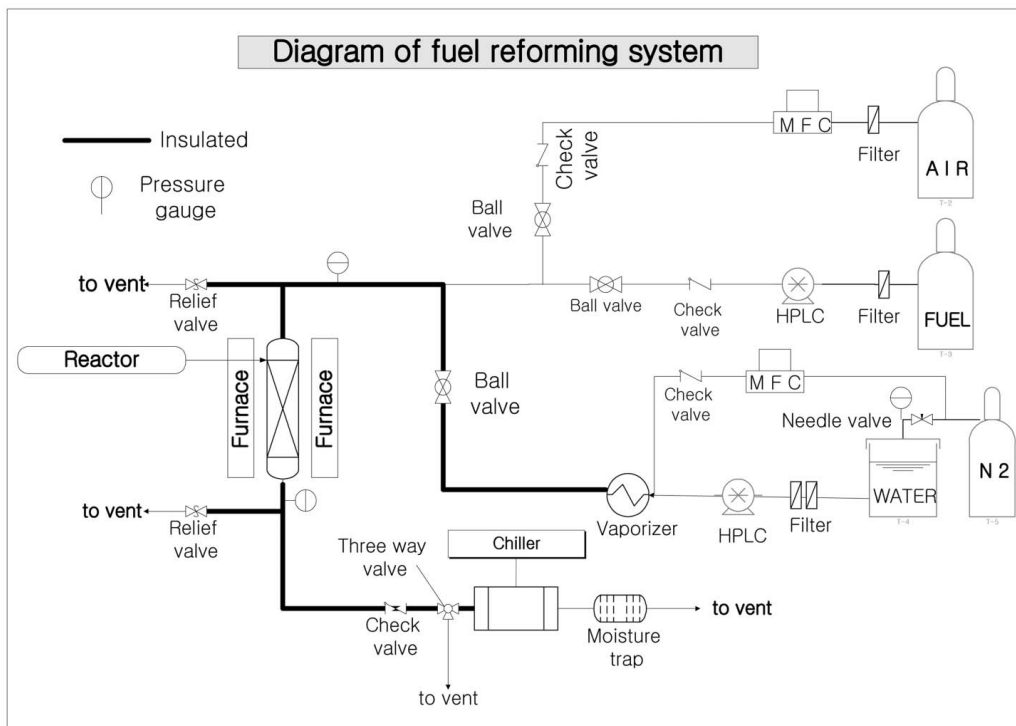 Diagram of fuel reforming system
Insulated
Pressure
gauge
M F C
Filter
A I R
T-2
Check
valve
Ball
valve
to vent
Relief
valve
Ball valve
Check
valve
HPLC
Filter
FUEL
T-3
Reactor
Furnace
Furnace
Ball
valve
Check
valve
M F C
Needle valve
N 2
T-5
WATER
T-4
Vaporizer
HPLC
Filter
to vent
Relief
valve
Three way
valve
Chiller
Check
valve
Moisture
trap
to vent
to vent